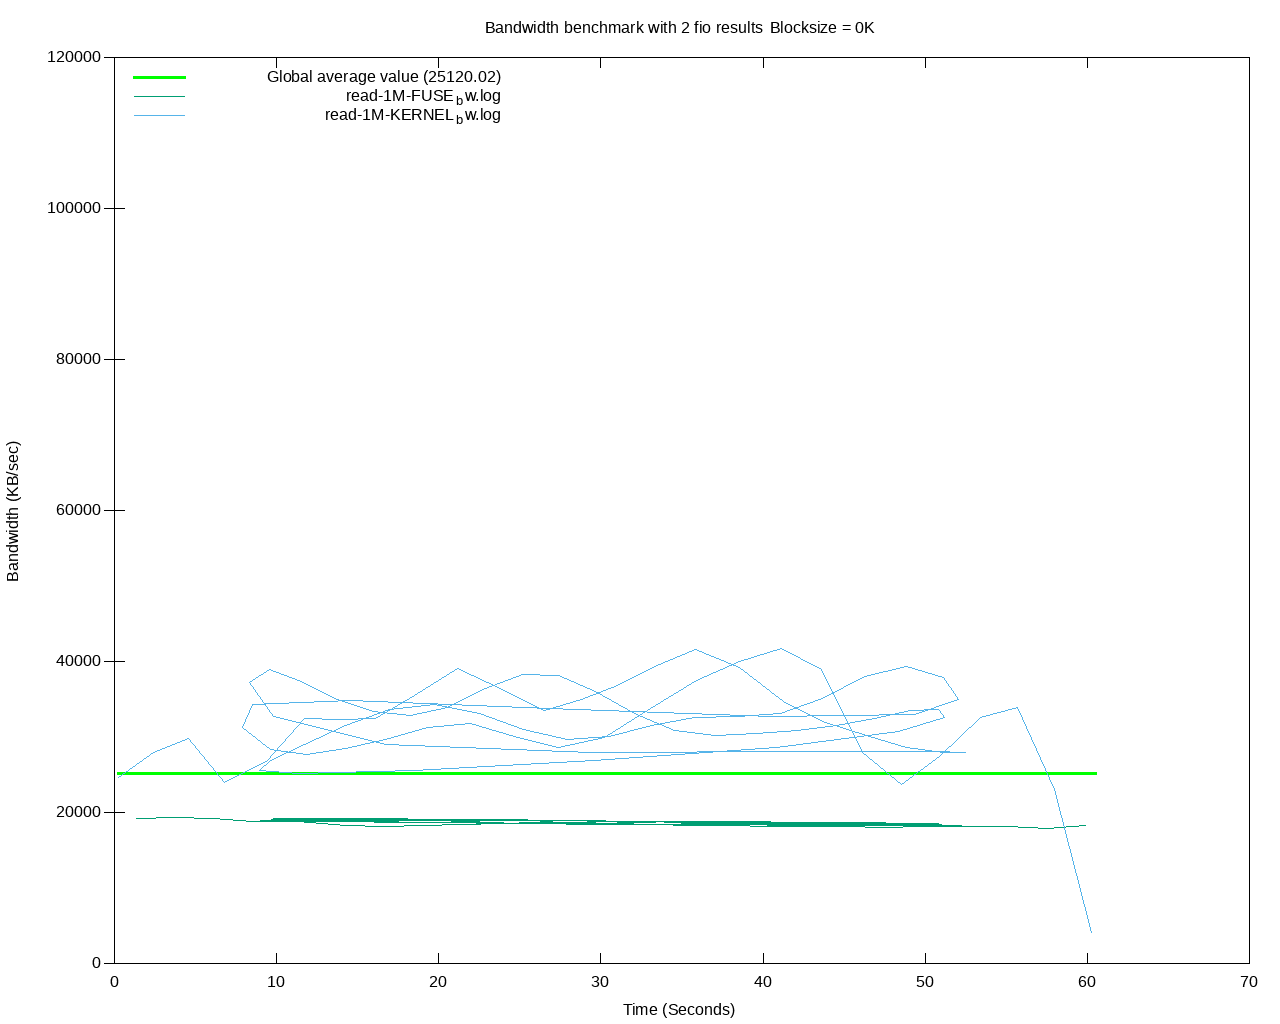 Bandwidth benchmark with 2 fio results Blocksize = 0K
120000
100000
80000
60000
40000
20000
0
Bandwidth (KB/sec)
Global average value (25120.02)
read-1M-FUSE_bw.log
read-1M-KERNEL_bw.log
0 10 20 30 40 50 60 70
Time (Seconds)